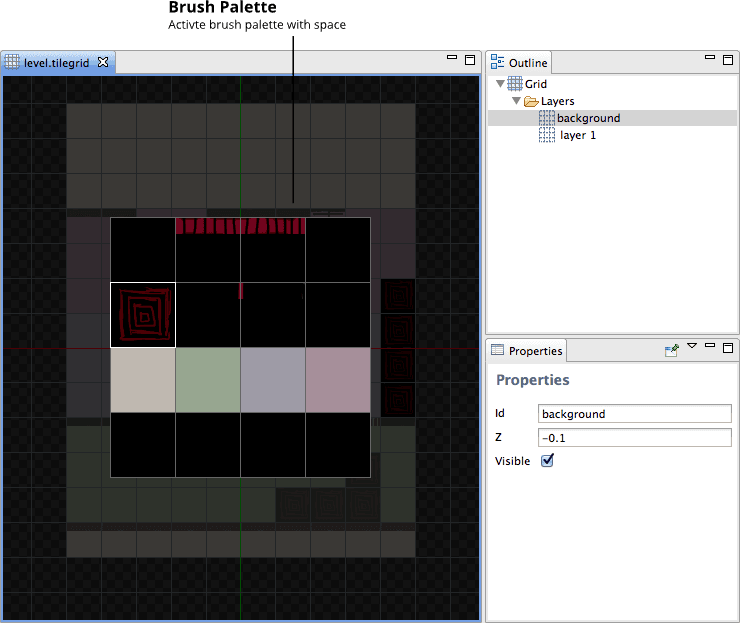 Brush Palette
Activte brush palette with space
level.tilegrid
Outline
Grid
Layers
background
layer 1
Properties
Properties
Id background
Z -0.1
Visible